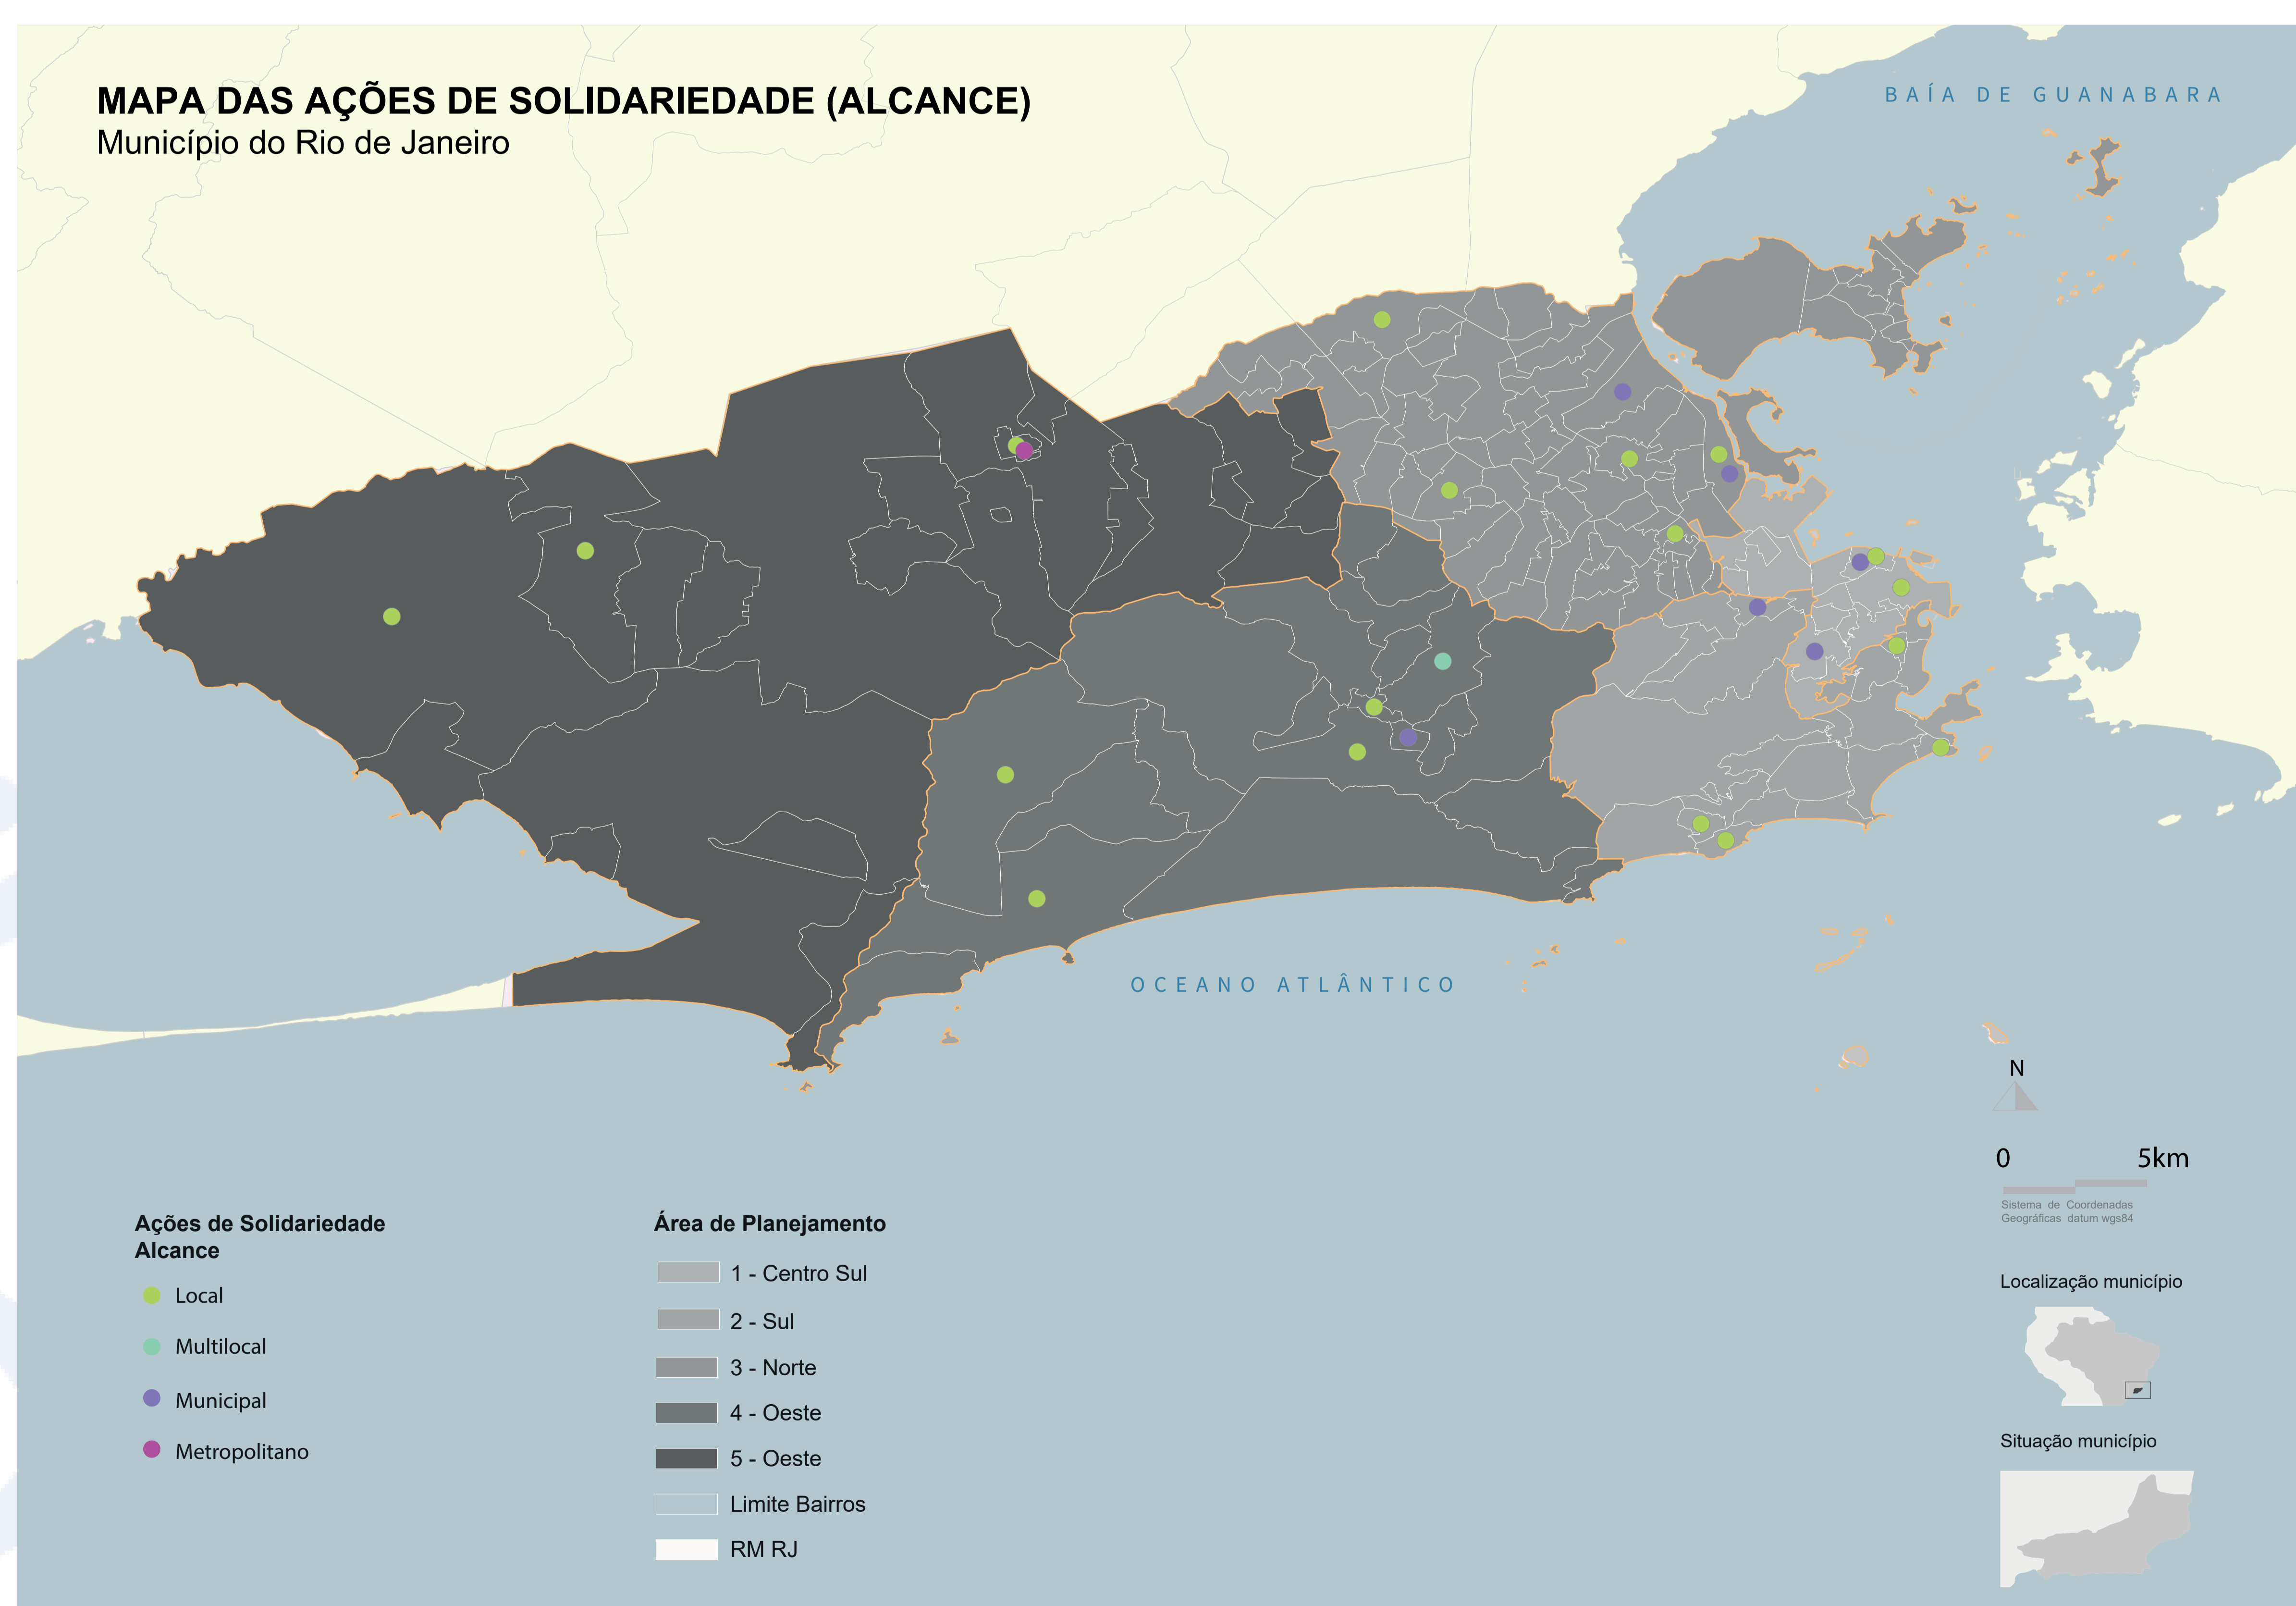 MAPA DAS AÇÕES DE SOLIDARIEDADE (ALCANCE)
Município do Rio de Janeiro
BAÍA DE GUANABARA
OCEANO ATLÂNTICO
N
0 5km
Sistema de Coordenadas
Geográficas datum wgs84
Ações de Solidariedade
Alcance
Local
Multilocal
Municipal
Metropolitano
Área de Planejamento
1 - Centro Sul
2 - Sul
3 - Norte
4 - Oeste
5 - Oeste
Limite Bairros
RM RJ
Localização município
Situação município